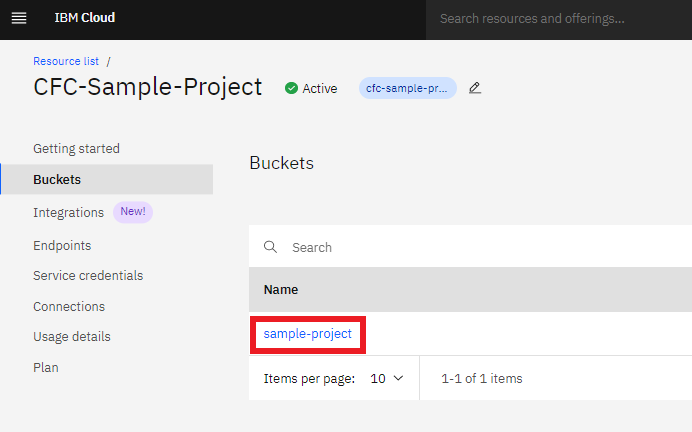 IBM Cloud
Search resources and offerings...
Resource list /
CFC-Sample-Project
Active
cfc-sample-pr...
Getting started
Buckets
Integrations New!
Endpoints
Service credentials
Connections
Usage details
Plan
Buckets
Search
Name
sample-project
Items per page: 10
1-1 of 1 items